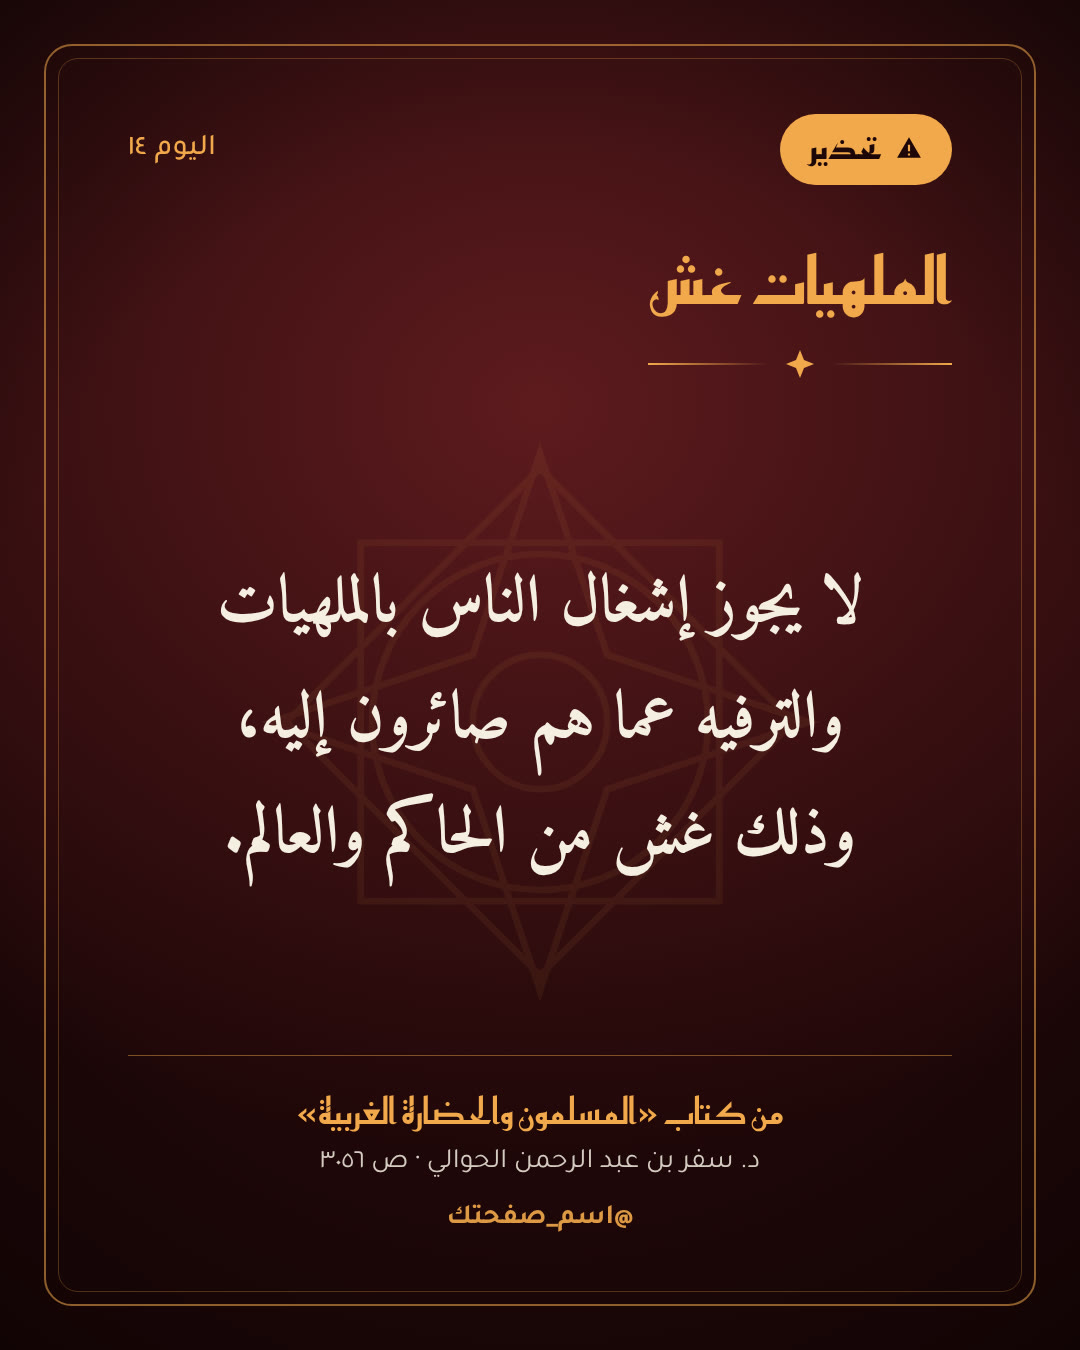 تحذير
اليوم ١٤
الملهيات غش
لا يجوز إشغال الناس بالملهيات
والترفيه عما هم صائرون إليه،
وذلك غش من الحاكم والعالم.
من كتاب «المسلمون والحضارة الغربية»
د. سفر بن عبد الرحمن الحوالي · ص ٣٠٥٦
@اسم_صفحتك